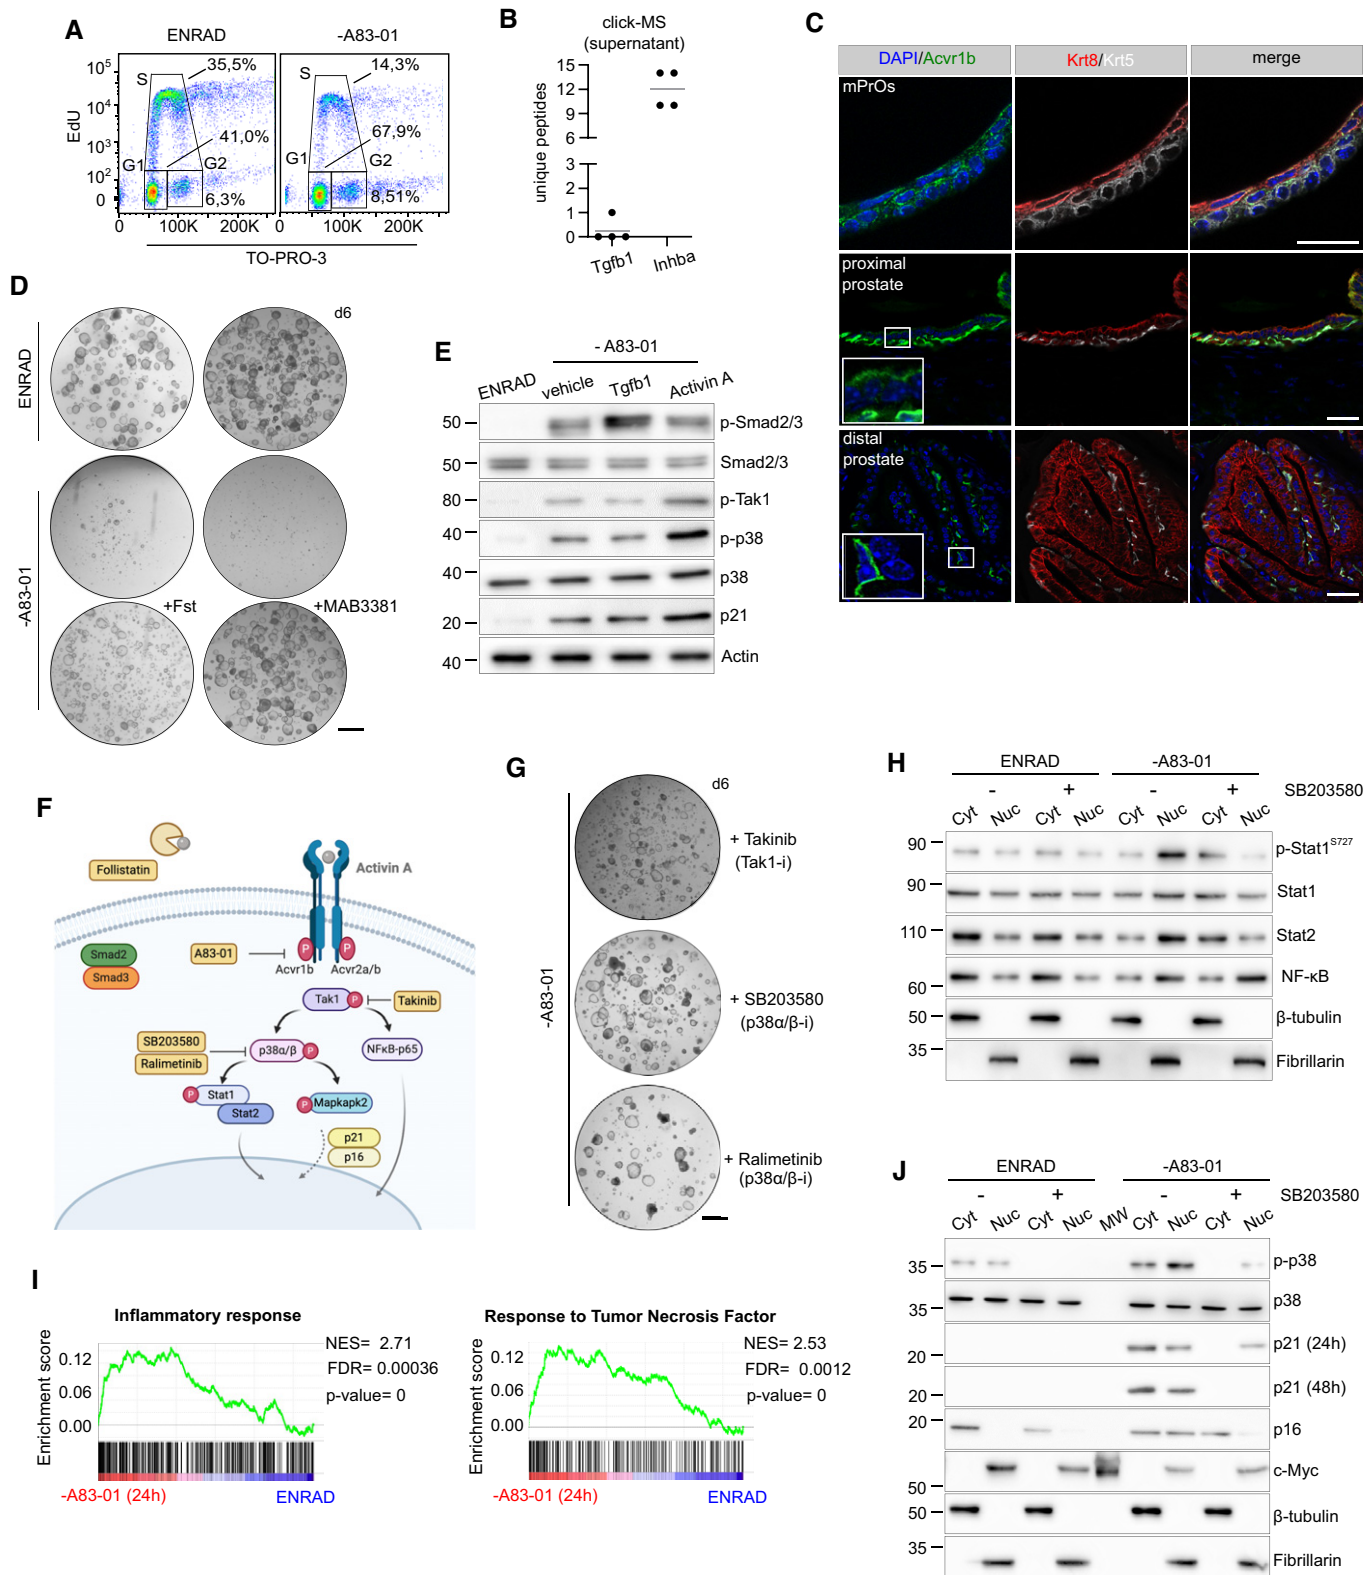 A
ENRAD
-A83-01
35,5%
14,3%
S
S
41,0%
67,9%
G1
G2
G1
G2
6,3%
8,51%
EdU
10^5
10^4
10^3
10^2
0
0
100K
200K
0
100K
200K
TO-PRO-3
B
click-MS
(supernatant)
unique peptides
15
12
9
6
3
2
1
0
Tgfb1
Inhba
C
DAPI/Acvr1b
Krt8/Krt5
merge
mPrOs
proximal
prostate
distal
prostate
D
d6
ENRAD
-A83-01
+Fst
+MAB3381
E
- A83-01
ENRAD
vehicle
Tgfb1
Activin A
50
p-Smad2/3
50
Smad2/3
80
p-Tak1
40
p-p38
40
p38
20
p21
40
Actin
F
Follistatin
Activin A
Smad2
Smad3
A83-01
P
P
Acvr1b
Acvr2a/b
Tak1
P
Takinib
SB203580
Ralimetinib
p38α/β
P
NFκB-p65
P
Stat1
Stat2
P
Mapkapk2
p21
p16
G
d6
-A83-01
+ Takinib
(Tak1-i)
+ SB203580
(p38α/β-i)
+ Ralimetinib
(p38α/β-i)
H
ENRAD
-A83-01
-
+
-
+
SB203580
Cyt
Nuc
Cyt
Nuc
Cyt
Nuc
Cyt
Nuc
90
p-Stat1^S727
90
Stat1
110
Stat2
60
NF-κB
50
β-tubulin
35
Fibrillarin
I
Inflammatory response
Enrichment score
0.12
0.06
0.00
NES= 2.71
FDR= 0.00036
p-value= 0
-A83-01 (24h)
ENRAD
Response to Tumor Necrosis Factor
Enrichment score
0.12
0.06
0.00
NES= 2.53
FDR= 0.0012
p-value= 0
-A83-01 (24h)
ENRAD
J
ENRAD
-A83-01
-
+
-
+
SB203580
Cyt
Nuc
Cyt
Nuc
MW
Cyt
Nuc
Cyt
Nuc
35
p-p38
35
p38
20
p21 (24h)
20
p21 (48h)
20
p16
50
c-Myc
50
β-tubulin
35
Fibrillarin